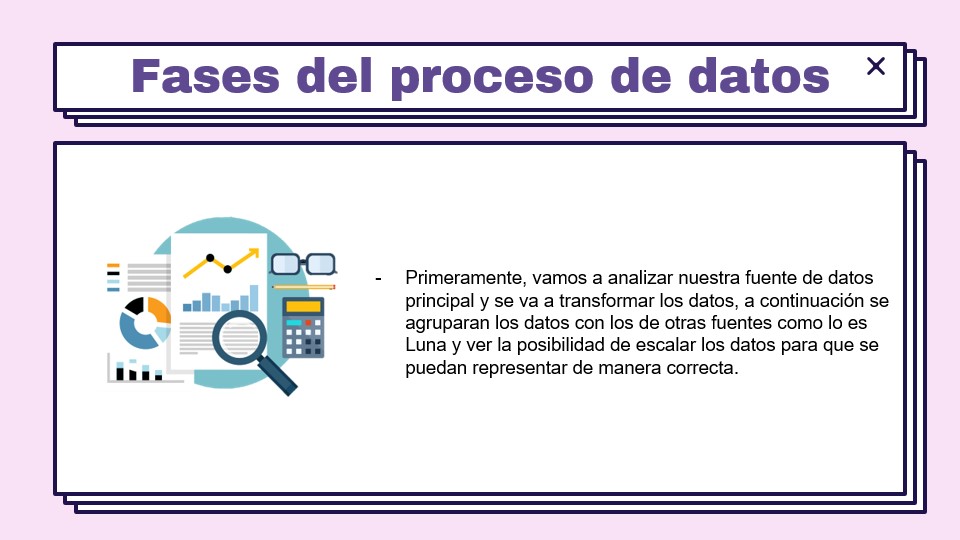 Fases del proceso de datos
- Primeramente, vamos a analizar nuestra fuente de datos
principal y se va a transformar los datos, a continuación se
agruparan los datos con los de otras fuentes como lo es
Luna y ver la posibilidad de escalar los datos para que se
puedan representar de manera correcta.